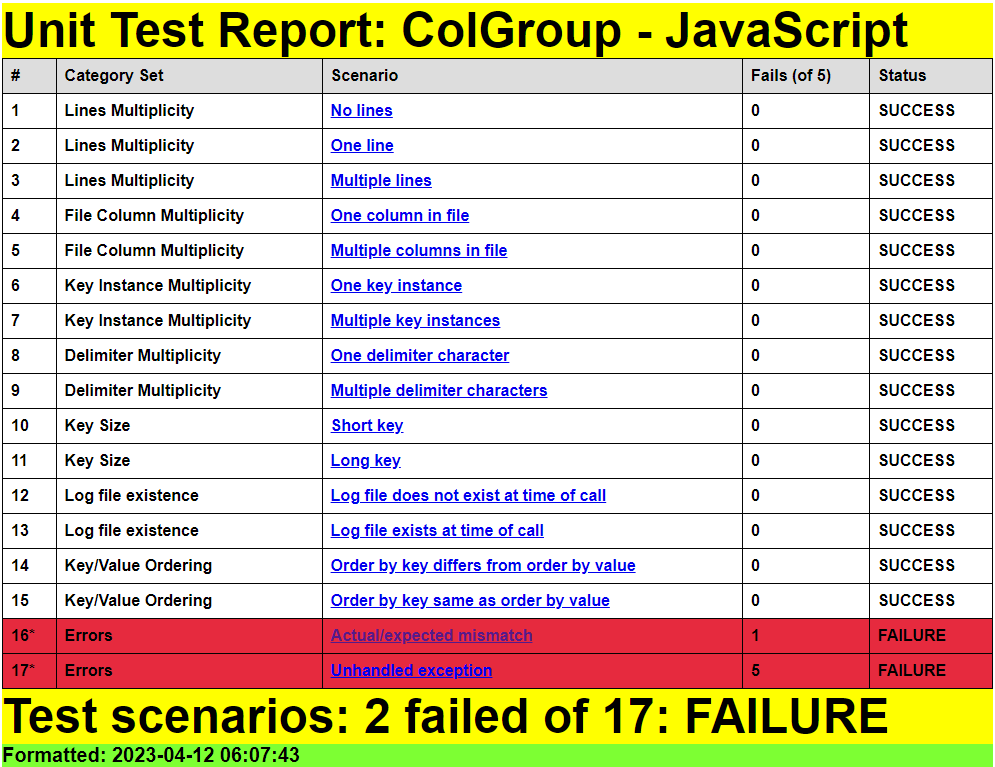 Unit Test Report: ColGroup - JavaScript
# Category Set Scenario Fails (of 5) Status
1 Lines Multiplicity No lines 0 SUCCESS
2 Lines Multiplicity One line 0 SUCCESS
3 Lines Multiplicity Multiple lines 0 SUCCESS
4 File Column Multiplicity One column in file 0 SUCCESS
5 File Column Multiplicity Multiple columns in file 0 SUCCESS
6 Key Instance Multiplicity One key instance 0 SUCCESS
7 Key Instance Multiplicity Multiple key instances 0 SUCCESS
8 Delimiter Multiplicity One delimiter character 0 SUCCESS
9 Delimiter Multiplicity Multiple delimiter characters 0 SUCCESS
10 Key Size Short key 0 SUCCESS
11 Key Size Long key 0 SUCCESS
12 Log file existence Log file does not exist at time of call 0 SUCCESS
13 Log file existence Log file exists at time of call 0 SUCCESS
14 Key/Value Ordering Order by key differs from order by value 0 SUCCESS
15 Key/Value Ordering Order by key same as order by value 0 SUCCESS
16* Errors Actual/expected mismatch 1 FAILURE
17* Errors Unhandled exception 5 FAILURE
Test scenarios: 2 failed of 17: FAILURE
Formatted: 2023-04-12 06:07:43